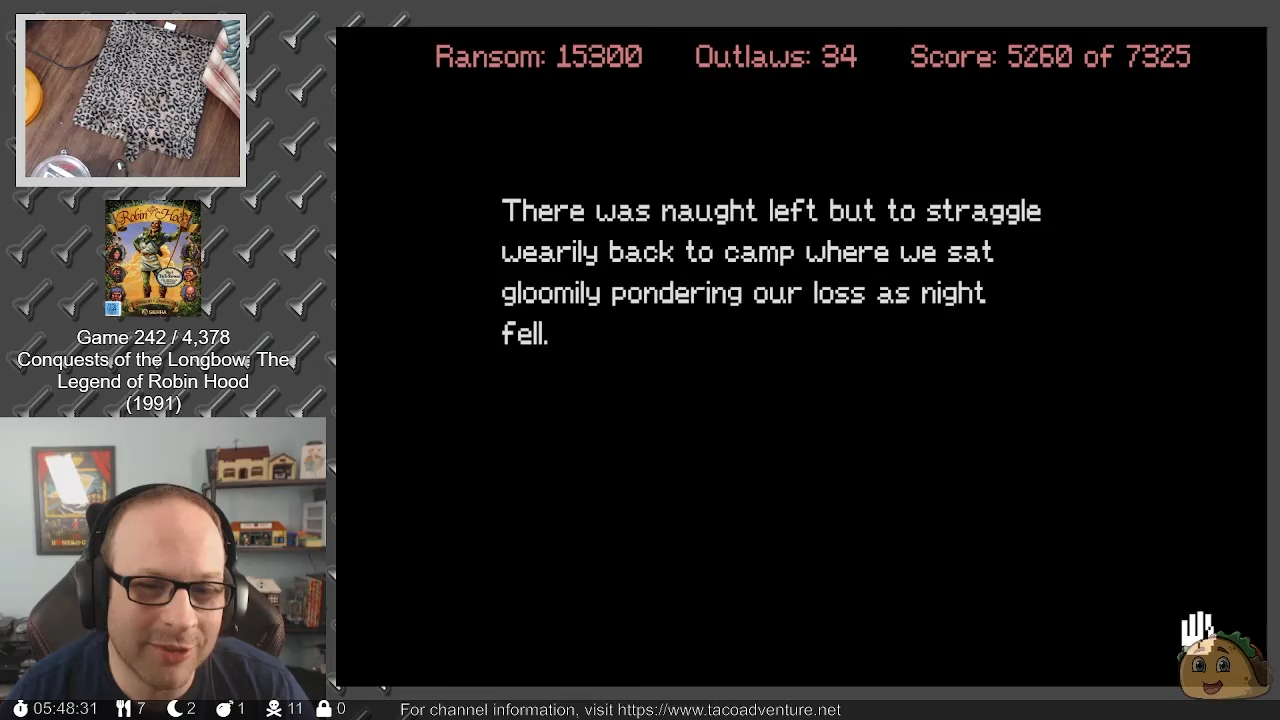 Ransom: 15300 Outlaws: 34 Score: 5260 of 7325
There was naught left but to straggle
wearily back to camp where we sat
gloomily pondering our loss as night
fell.
Robin Hood
SIERRA
Game 242 / 4,378
Conquests of the Longbow: The
Legend of Robin Hood
(1991)
05:48:31 7 2 1 11 0
For channel information, visit https://www.tacoadventure.net